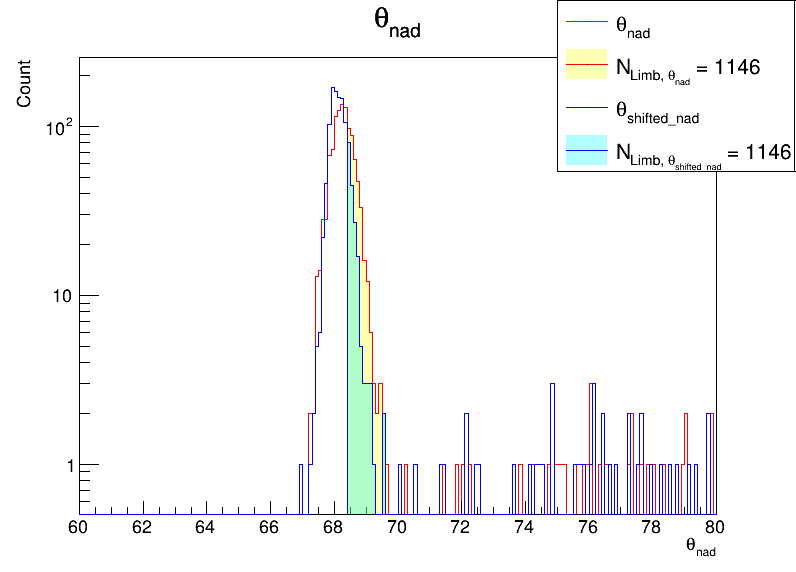 θnad
θnad
NLimb, θnad = 1146
θshifted_nad
NLimb, θshifted_nad = 1146
Count
10²
10
1
60 62 64 66 68 70 72 74 76 78 80
θnad